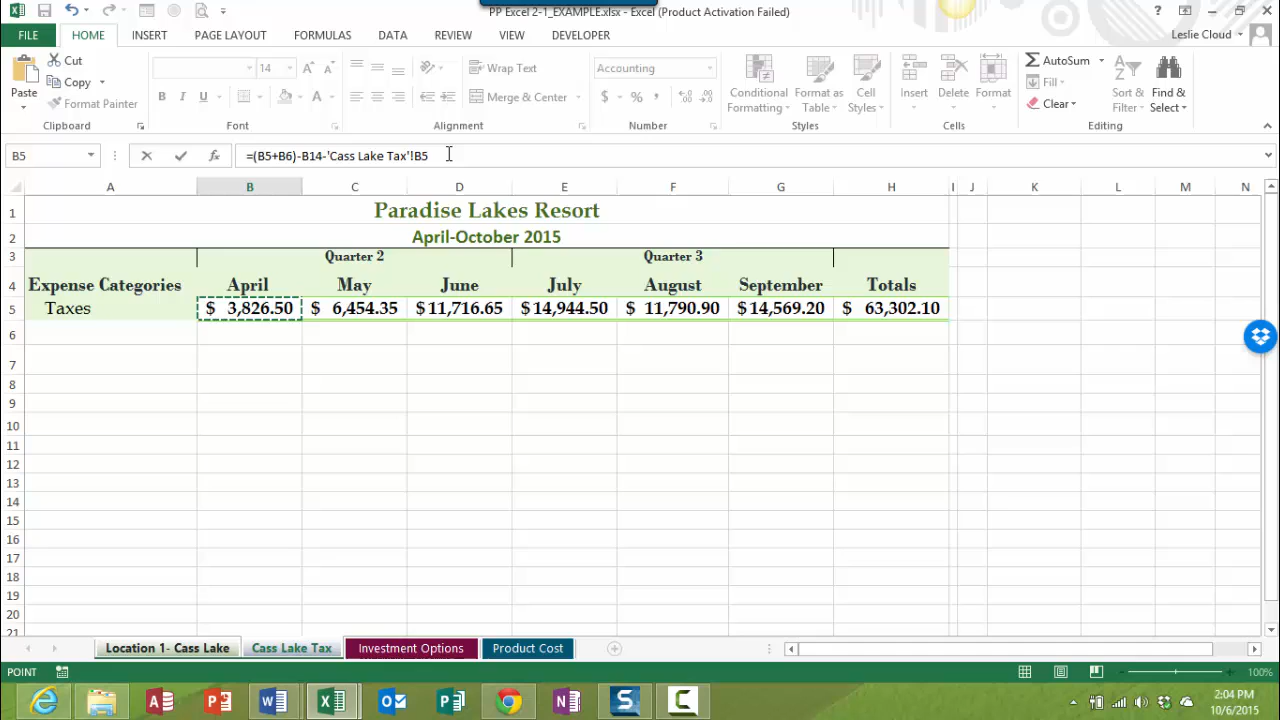 PP Excel 2-1_EXAMPLE.xlsx - Excel (Product Activation Failed)
FILE HOME INSERT PAGE LAYOUT FORMULAS DATA REVIEW VIEW DEVELOPER Leslie Cloud
Paste
Cut
Copy
Format Painter
Clipboard
14
B I U A
Font
Wrap Text
Merge & Center
Alignment
Accounting
$ % ,
Number
Conditional Formatting
Format as Table
Cell Styles
Styles
Insert
Delete
Format
Cells
AutoSum
Fill
Clear
Sort & Filter
Find & Select
Editing
B5 =(B5+B6)-B14-'Cass Lake Tax'!B5
A B C D E F G H I J K L M N
1 Paradise Lakes Resort
2 April-October 2015
3 Quarter 2 Quarter 3
4 Expense Categories April May June July August September Totals
5 Taxes $ 3,826.50 $ 6,454.35 $ 11,716.65 $ 14,944.50 $ 11,790.90 $ 14,569.20 $ 63,302.10
6
7
8
9
10
11
12
13
14
15
16
17
18
19
20
21
Location 1- Cass Lake Cass Lake Tax Investment Options Product Cost
POINT 100%
2:04 PM
10/6/2015